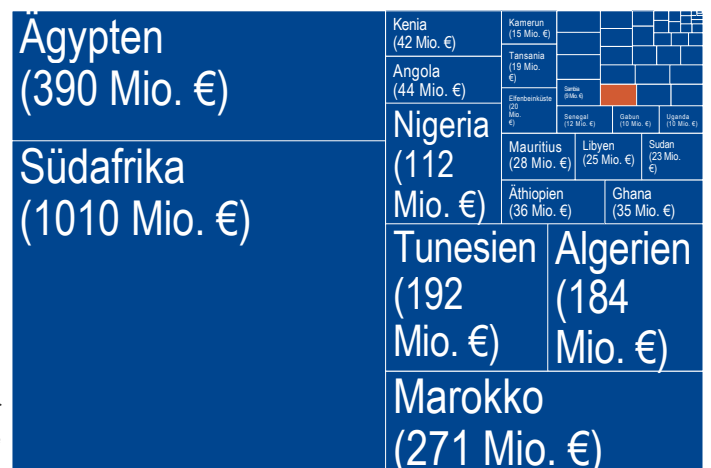 Ägypten
(390 Mio. €)
Südafrika
(1010 Mio. €)
Kenia
(42 Mio. €)
Angola
(44 Mio. €)
Nigeria
(112
Mio. €)
Kamerun
(15 Mio. €)
Tansania
(19 Mio.
€)
Elfenbeinküste
(20
Mio.
€)
Sambia
(9 Mio. €)
Senegal
(12 Mio. €)
Gabun
(10 Mio. €)
Uganda
(10 Mio. €)
Mauritius
(28 Mio. €)
Libyen
(25 Mio. €)
Sudan
(23 Mio.
€)
Äthiopien
(36 Mio. €)
Ghana
(35 Mio. €)
Tunesien
(192
Mio. €)
Algerien
(184
Mio. €)
Marokko
(271 Mio. €)